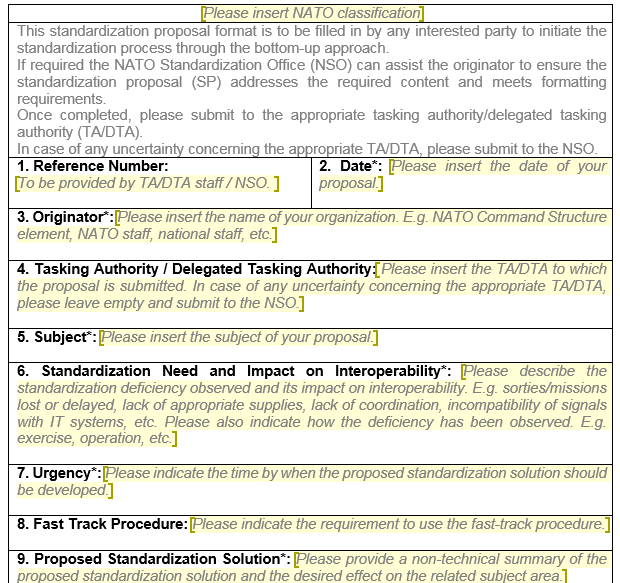 [Please insert NATO classification]
This standardization proposal format is to be filled in by any interested party to initiate the
standardization process through the bottom-up approach.
If required the NATO Standardization Office (NSO) can assist the originator to ensure the
standardization proposal (SP) addresses the required content and meets formatting
requirements.
Once completed, please submit to the appropriate tasking authority/delegated tasking
authority (TA/DTA).
In case of any uncertainty concerning the appropriate TA/DTA, please submit to the NSO.
1. Reference Number:
[To be provided by TA/DTA staff / NSO. ]
2. Date*: [Please insert the date of your
proposal.]
3. Originator*:[Please insert the name of your organization. E.g. NATO Command Structure
element, NATO staff, national staff, etc.]
4. Tasking Authority / Delegated Tasking Authority:[Please insert the TA/DTA to which
the proposal is submitted. In case of any uncertainty concerning the appropriate TA/DTA,
please leave empty and submit to the NSO.]
5. Subject*: [Please insert the subject of your proposal.]
6. Standardization Need and Impact on Interoperability*: [Please describe the
standardization deficiency observed and its impact on interoperability. E.g. sorties/missions
lost or delayed, lack of appropriate supplies, lack of coordination, incompatibility of signals
with IT systems, etc. Please also indicate how the deficiency has been observed. E.g.
exercise, operation, etc.]
7. Urgency*:[Please indicate the time by when the proposed standardization solution should
be developed.]
8. Fast Track Procedure: [Please indicate the requirement to use the fast-track procedure.]
9. Proposed Standardization Solution*: [Please provide a non-technical summary of the
proposed standardization solution and the desired effect on the related subject area.]